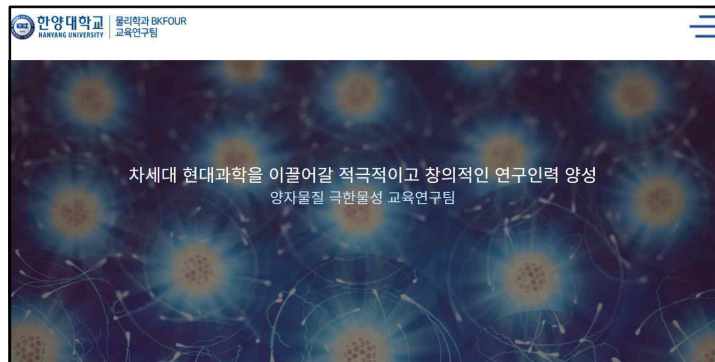 한양대학교
HANYANG UNIVERSITY
물리학과 BKFOUR
교육연구팀
차세대 현대과학을 이끌어갈 적극적이고 창의적인 연구인력 양성
양자물질 극한물성 교육연구팀